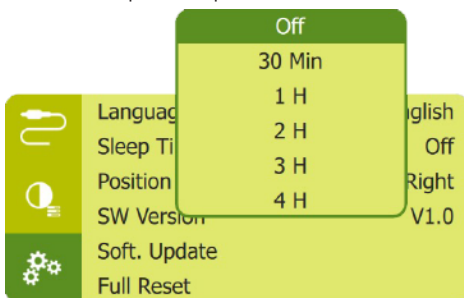 Off
30 Min
1 H
2 H
3 H
4 H
Languag glish
Sleep Ti Off
Position Right
SW Version V1.0
Soft. Update
Full Reset